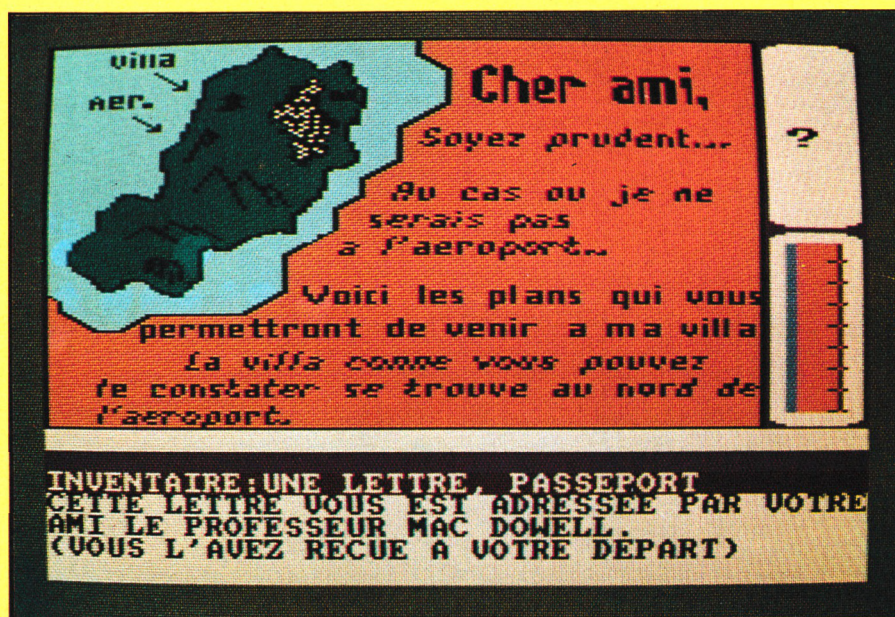 villa
Aer.
Cher ami,
Soyez prudent...
Au cas ou je ne
serais pas
a l'aeroport..
Voici les plans qui vous
permettront de venir a ma villa
La villa comme vous pouvez
le constater se trouve au nord de
l'aeroport.
?
INVENTAIRE:UNE LETTRE, PASSEPORT
CETTE LETTRE VOUS EST ADRESSEE PAR VOTRE
AMI LE PROFESSEUR MAC DOWELL.
(VOUS L'AVEZ RECUE A VOTRE DEPART)